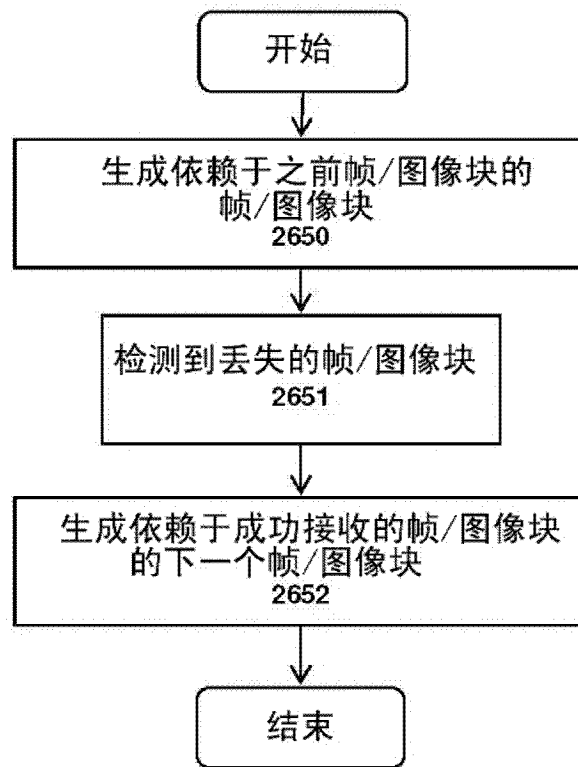 开始
生成依赖于之前帧/图像块的
帧/图像块
2650
检测到丢失的帧/图像块
2651
生成依赖于成功接收的帧/图像块
的下一个帧/图像块
2652
结束